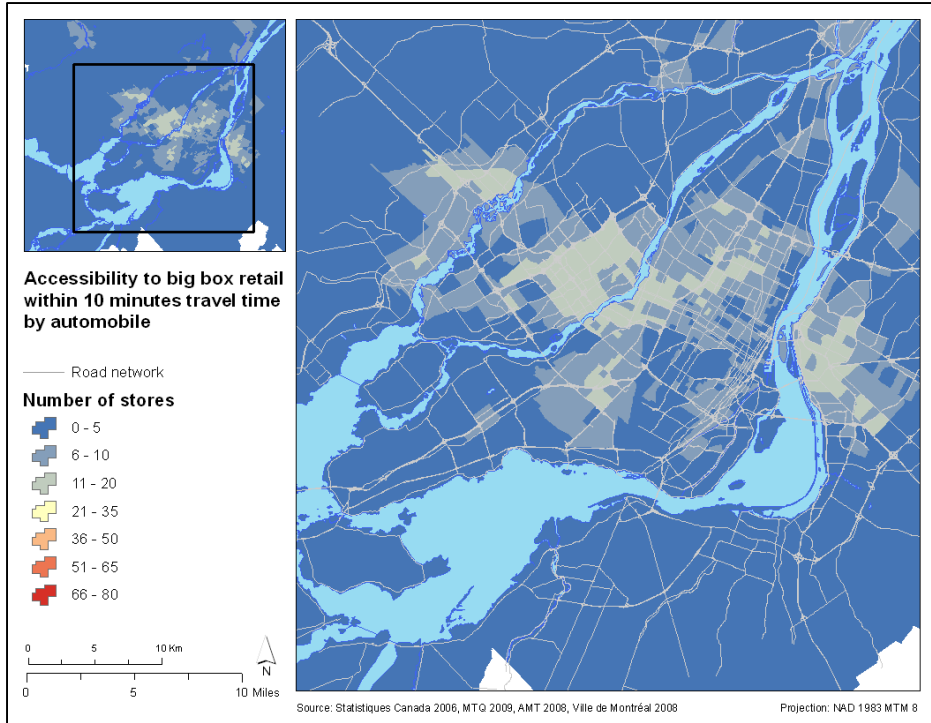 Accessibility to big box retail
within 10 minutes travel time
by automobile
Road network
Number of stores
0 - 5
6 - 10
11 - 20
21 - 35
36 - 50
51 - 65
66 - 80
0 5 10 Km
N
0 5 10 Miles
Source: Statistiques Canada 2006, MTQ 2009, AMT 2008, Ville de Montréal 2008
Projection: NAD 1983 MTM 8